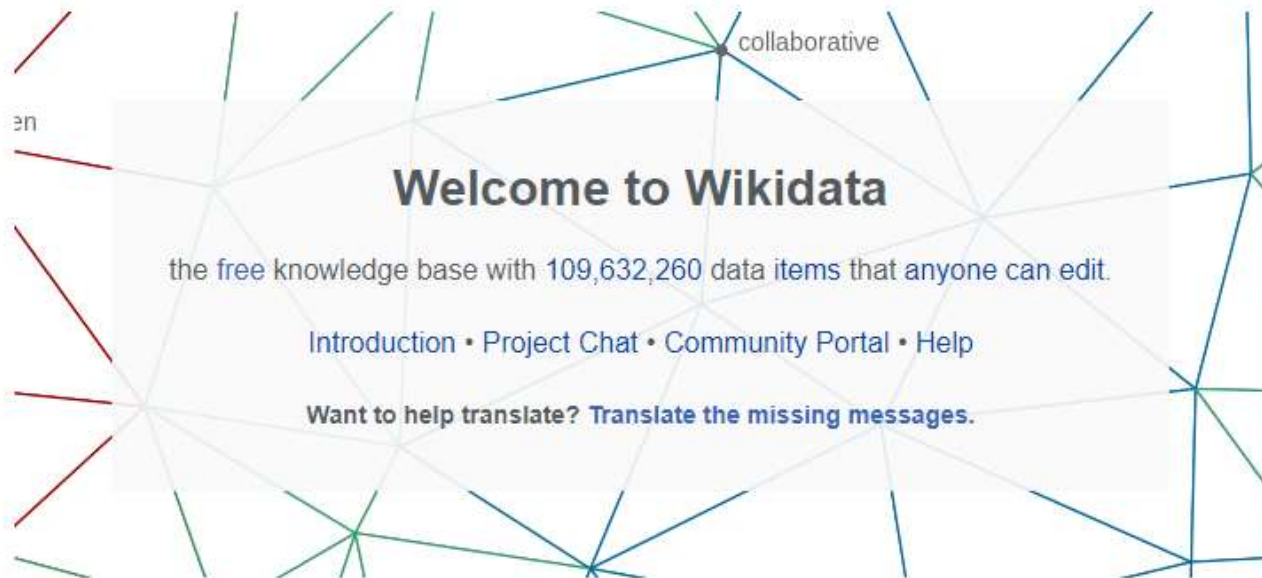 collaborative
en
Welcome to Wikidata
the free knowledge base with 109,632,260 data items that anyone can edit.
Introduction • Project Chat • Community Portal • Help
Want to help translate? Translate the missing messages.